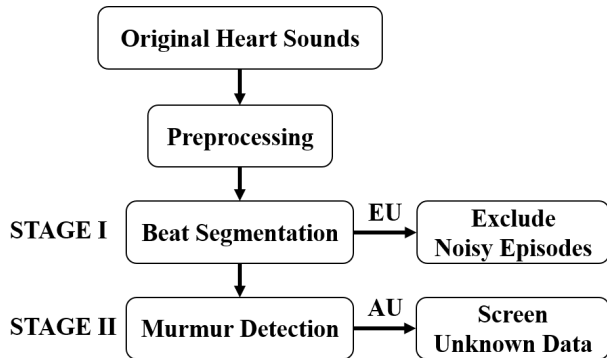 Original Heart Sounds
Preprocessing
STAGE I
Beat Segmentation
EU
Exclude
Noisy Episodes
STAGE II
Murmur Detection
AU
Screen
Unknown Data